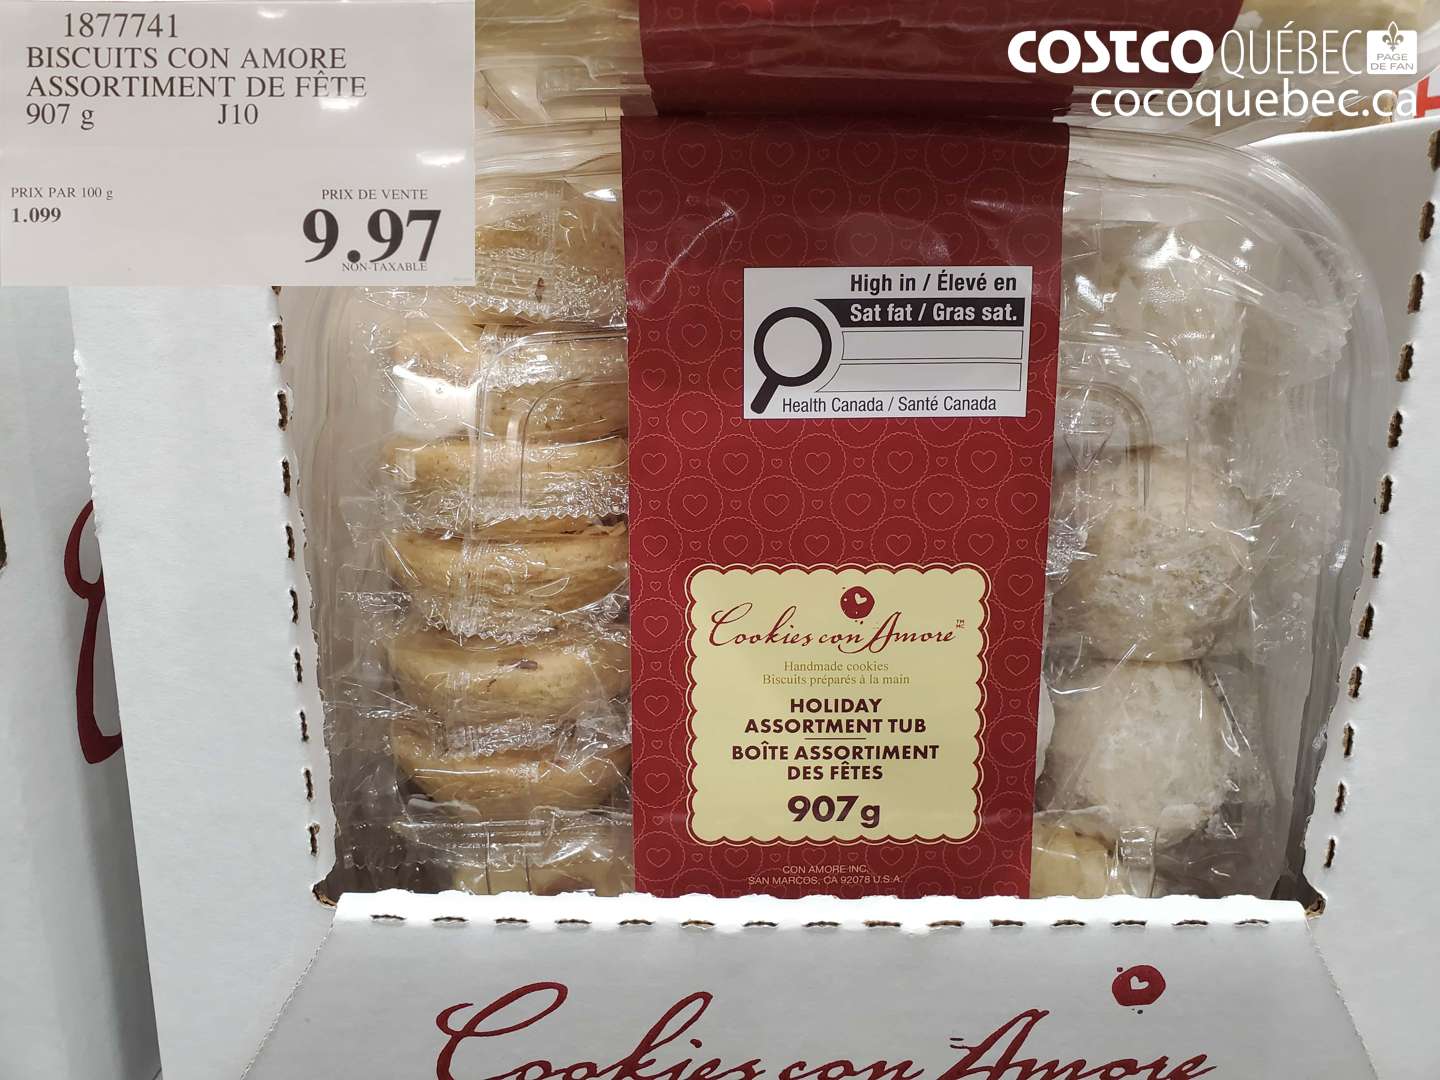 1877741
BISCUITS CON AMORE
ASSORTIMENT DE FÊTE
907 g J10
PRIX PAR 100 g
1.099
PRIX DE VENTE
9.97
NON-TAXABLE
COSTCO QUÉBEC PAGE DE FAN
cocoquebec.ca
High in / Élevé en
Sat fat / Gras sat.
Health Canada / Santé Canada
Cookies con Amore TM MC
Handmade cookies
Biscuits préparés à la main
HOLIDAY
ASSORTMENT TUB
BOÎTE ASSORTIMENT
DES FÊTES
907 g
CON AMORE INC.
SAN MARCOS, CA 92078 U.S.A.
Cookies con Amore